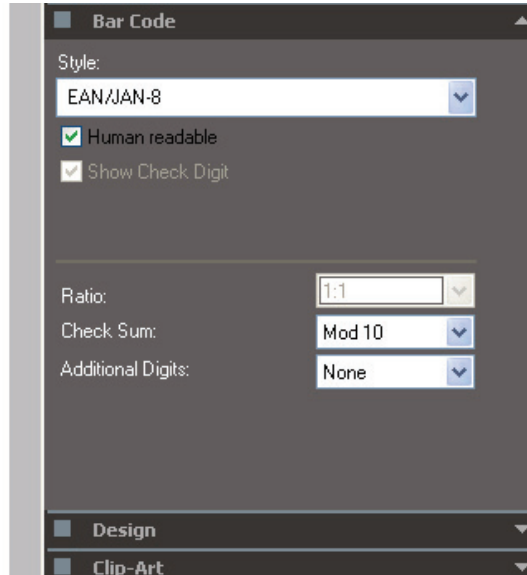 Bar Code
Style:
EAN/JAN-8
Human readable
Show Check Digit
Ratio: 1:1
Check Sum: Mod 10
Additional Digits: None
Design
Clip-Art